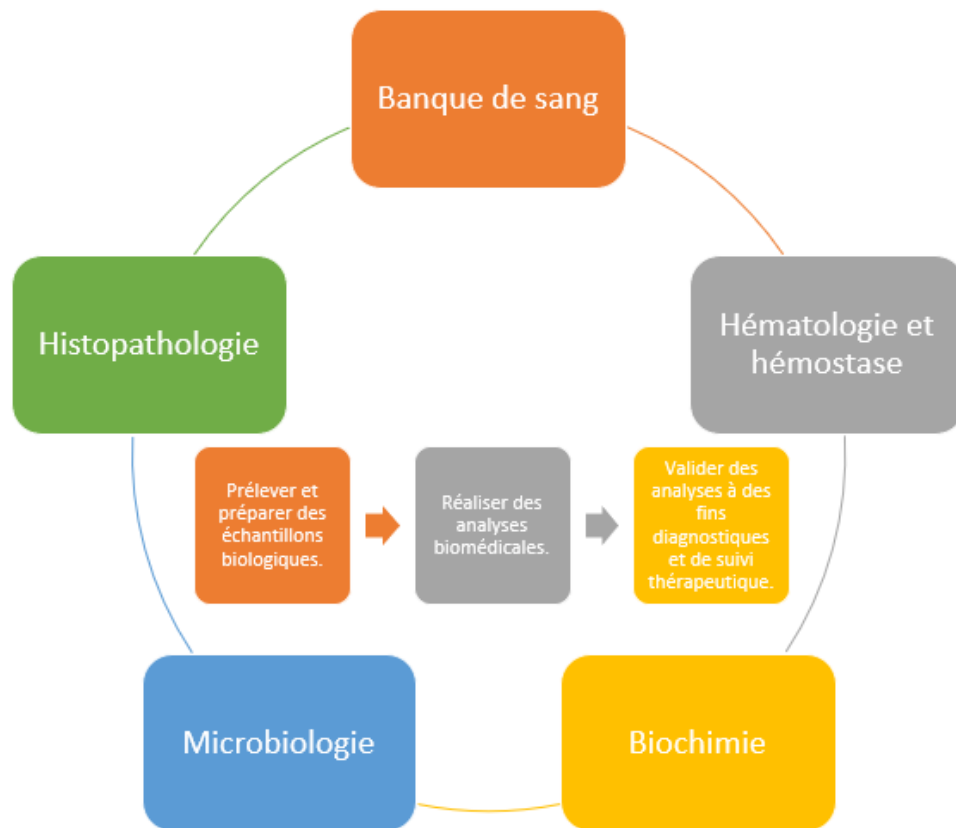 Banque de sang
Histopathologie
Hématologie et
hémostase
Prélever et
préparer des
échantillons
biologiques.
Réaliser des
analyses
biomédicales.
Valider des
analyses à des
fins
diagnostiques
et de suivi
thérapeutique.
Microbiologie
Biochimie